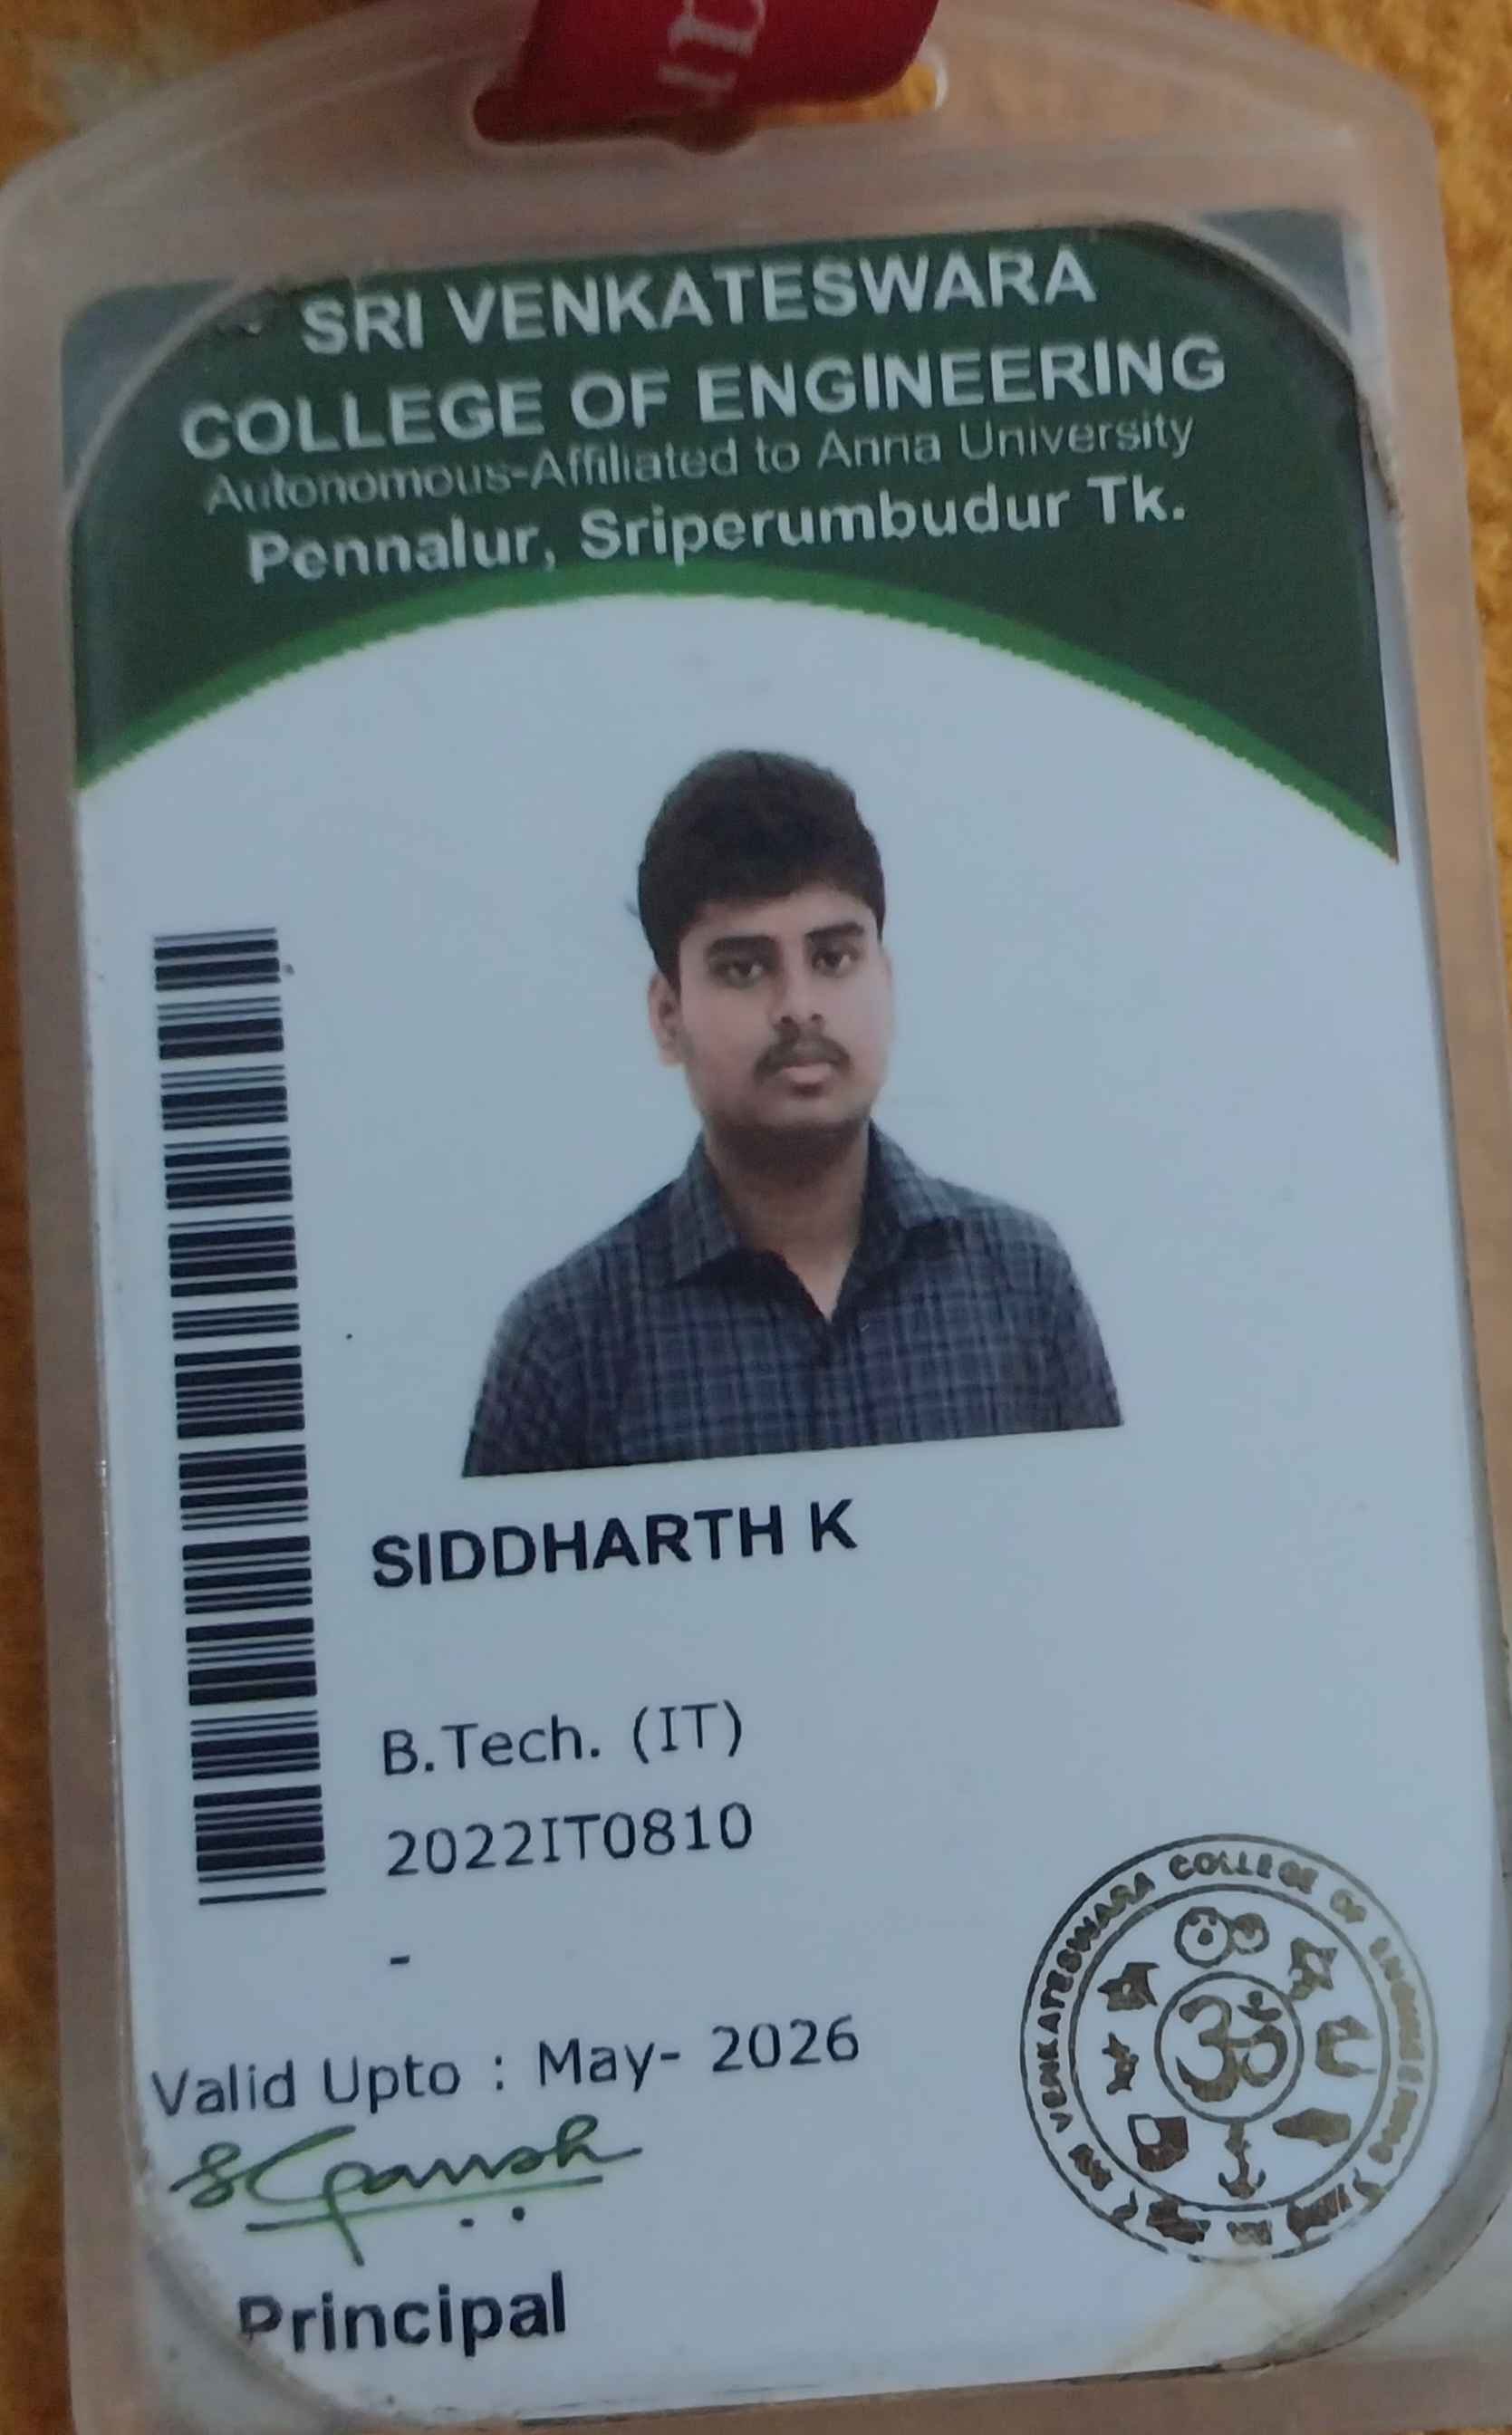 SRI VENKATESWARA
COLLEGE OF ENGINEERING
Autonomous-Affiliated to Anna University
Pennalur, Sriperumbudur Tk.
SIDDHARTH K
B.Tech. (IT)
2022IT0810
-
Valid Upto : May- 2026
Principal
SRI VENKATESWARA COLLEGE OF ENGINEERING
ॐ